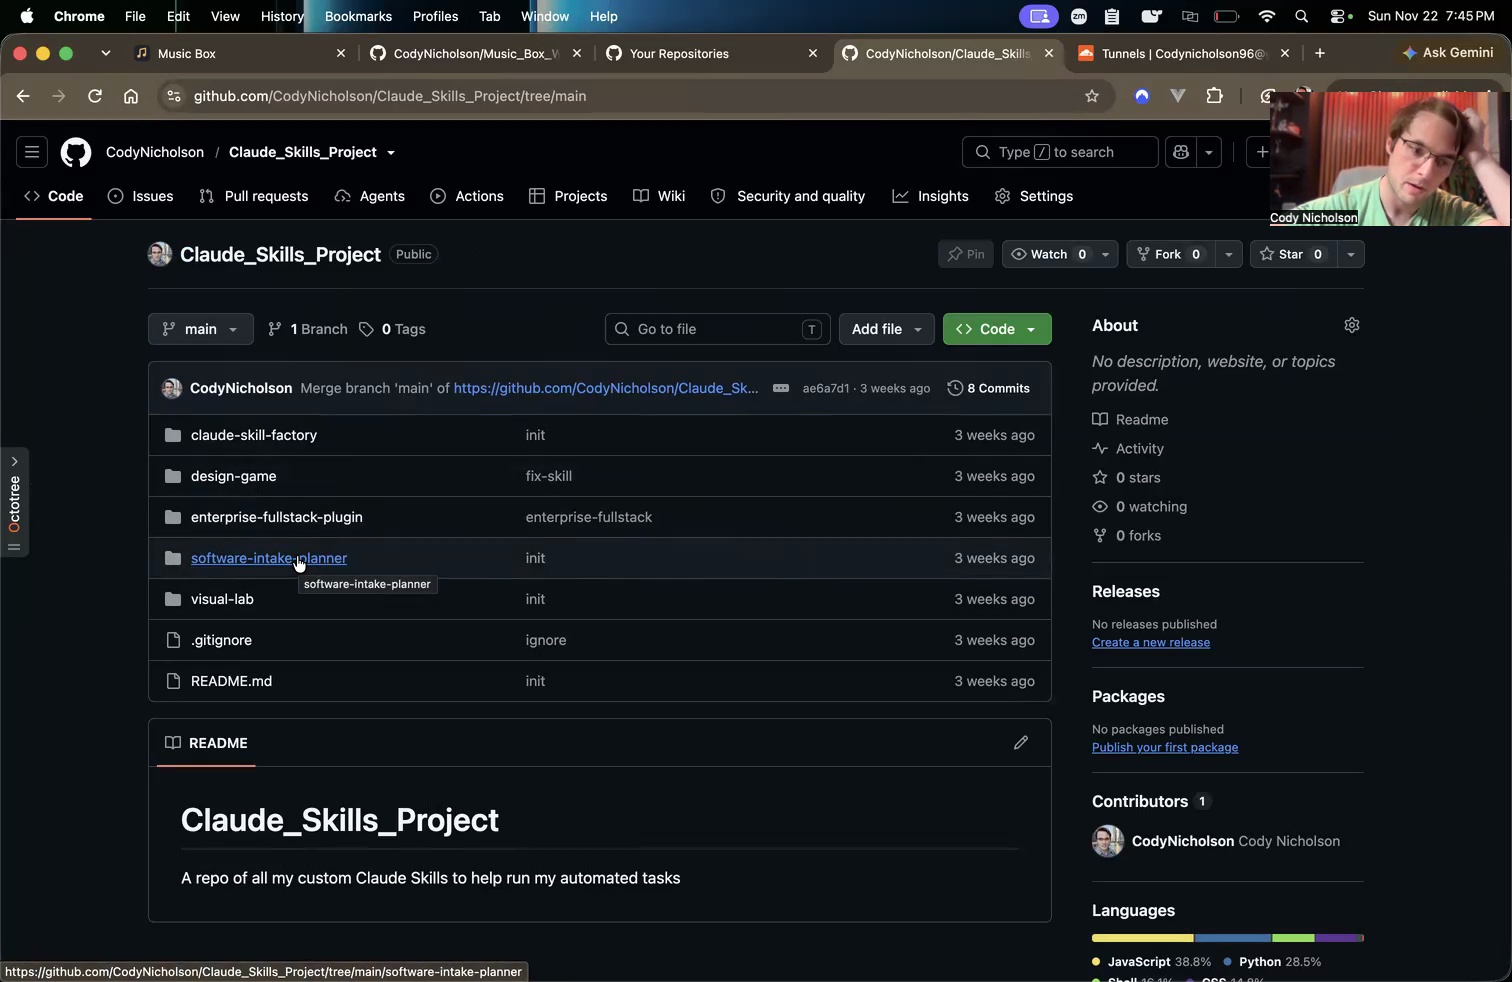 Chrome File Edit View History Bookmarks Profiles Tab Window Help zm Sun Nov 22 7:45 PM
Music Box CodyNicholson/Music_Box_ Your Repositories CodyNicholson/Claude_Skills Tunnels | Codynicholson96@ Ask Gemini
github.com/CodyNicholson/Claude_Skills_Project/tree/main
CodyNicholson / Claude_Skills_Project Type / to search
Code Issues Pull requests Agents Actions Projects Wiki Security and quality Insights Settings
Cody Nicholson
Claude_Skills_Project Public Pin Watch 0 Fork 0 Star 0
main 1 Branch 0 Tags Go to file T Add file Code
About
No description, website, or topics
provided.
CodyNicholson Merge branch 'main' of https://github.com/CodyNicholson/Claude_Sk... ae6a7d1 · 3 weeks ago 8 Commits
claude-skill-factory init 3 weeks ago
design-game fix-skill 3 weeks ago
enterprise-fullstack-plugin enterprise-fullstack 3 weeks ago
software-intake-planner init 3 weeks ago
software-intake-planner
visual-lab init 3 weeks ago
.gitignore ignore 3 weeks ago
README.md init 3 weeks ago
Readme
Activity
0 stars
0 watching
0 forks
Octotree
Releases
No releases published
Create a new release
Packages
No packages published
Publish your first package
README
Claude_Skills_Project
A repo of all my custom Claude Skills to help run my automated tasks
Contributors 1
CodyNicholson Cody Nicholson
Languages
JavaScript 38.8% Python 28.5%
Shell 16.1% CSS 14.8%
https://github.com/CodyNicholson/Claude_Skills_Project/tree/main/software-intake-planner